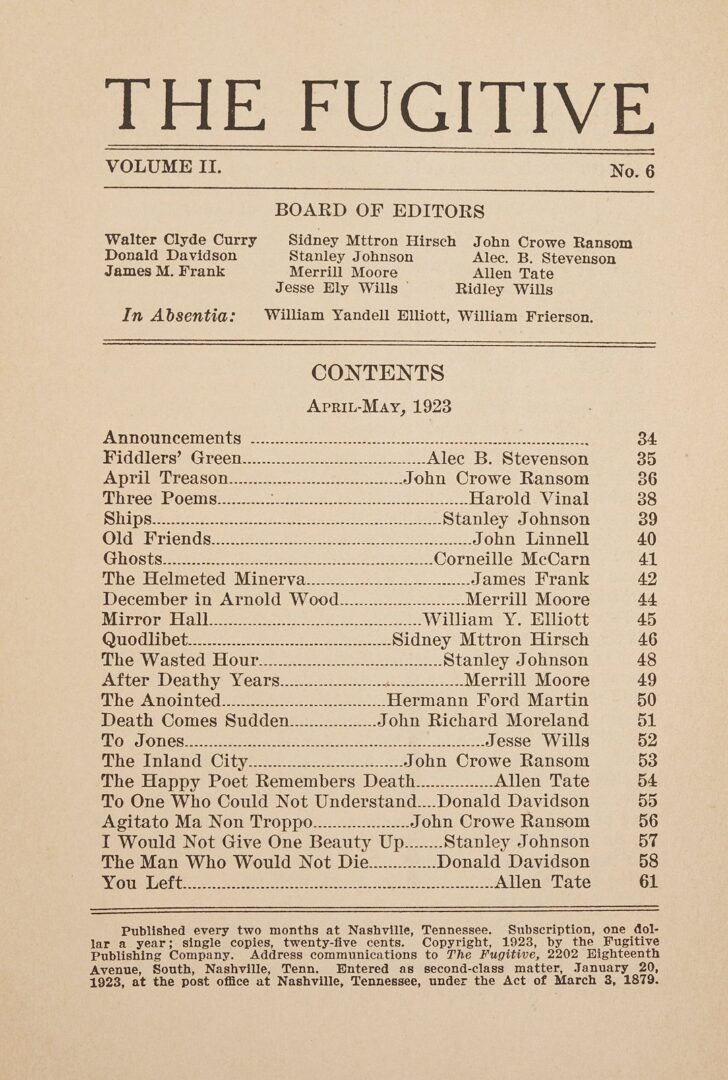 THE FUGITIVE
VOLUME II. No. 6
BOARD OF EDITORS
Walter Clyde Curry Sidney Mttron Hirsch John Crowe Ransom
Donald Davidson Stanley Johnson Alec. B. Stevenson
James M. Frank Merrill Moore Allen Tate
Jesse Ely Wills Ridley Wills
In Absentia: William Yandell Elliott, William Frierson.
CONTENTS
April-May, 1923
Announcements 34
Fiddlers' Green Alec B. Stevenson 35
April Treason John Crowe Ransom 36
Three Poems Harold Vinal 38
Ships Stanley Johnson 39
Old Friends John Linnell 40
Ghosts Corneille McCarn 41
The Helmeted Minerva James Frank 42
December in Arnold Wood Merrill Moore 44
Mirror Hall William Y. Elliott 45
Quodlibet Sidney Mttron Hirsch 46
The Wasted Hour Stanley Johnson 48
After Deathy Years Merrill Moore 49
The Anointed Hermann Ford Martin 50
Death Comes Sudden John Richard Moreland 51
To Jones Jesse Wills 52
The Inland City John Crowe Ransom 53
The Happy Poet Remembers Death Allen Tate 54
To One Who Could Not Understand Donald Davidson 55
Agitato Ma Non Troppo John Crowe Ransom 56
I Would Not Give One Beauty Up Stanley Johnson 57
The Man Who Would Not Die Donald Davidson 58
You Left Allen Tate 61
Published every two months at Nashville, Tennessee. Subscription, one dol-
lar a year; single copies, twenty-five cents. Copyright, 1923, by the Fugitive
Publishing Company. Address communications to The Fugitive, 2202 Eighteenth
Avenue, South, Nashville, Tenn. Entered as second-class matter, January 20,
1923, at the post office at Nashville, Tennessee, under the Act of March 3, 1879.